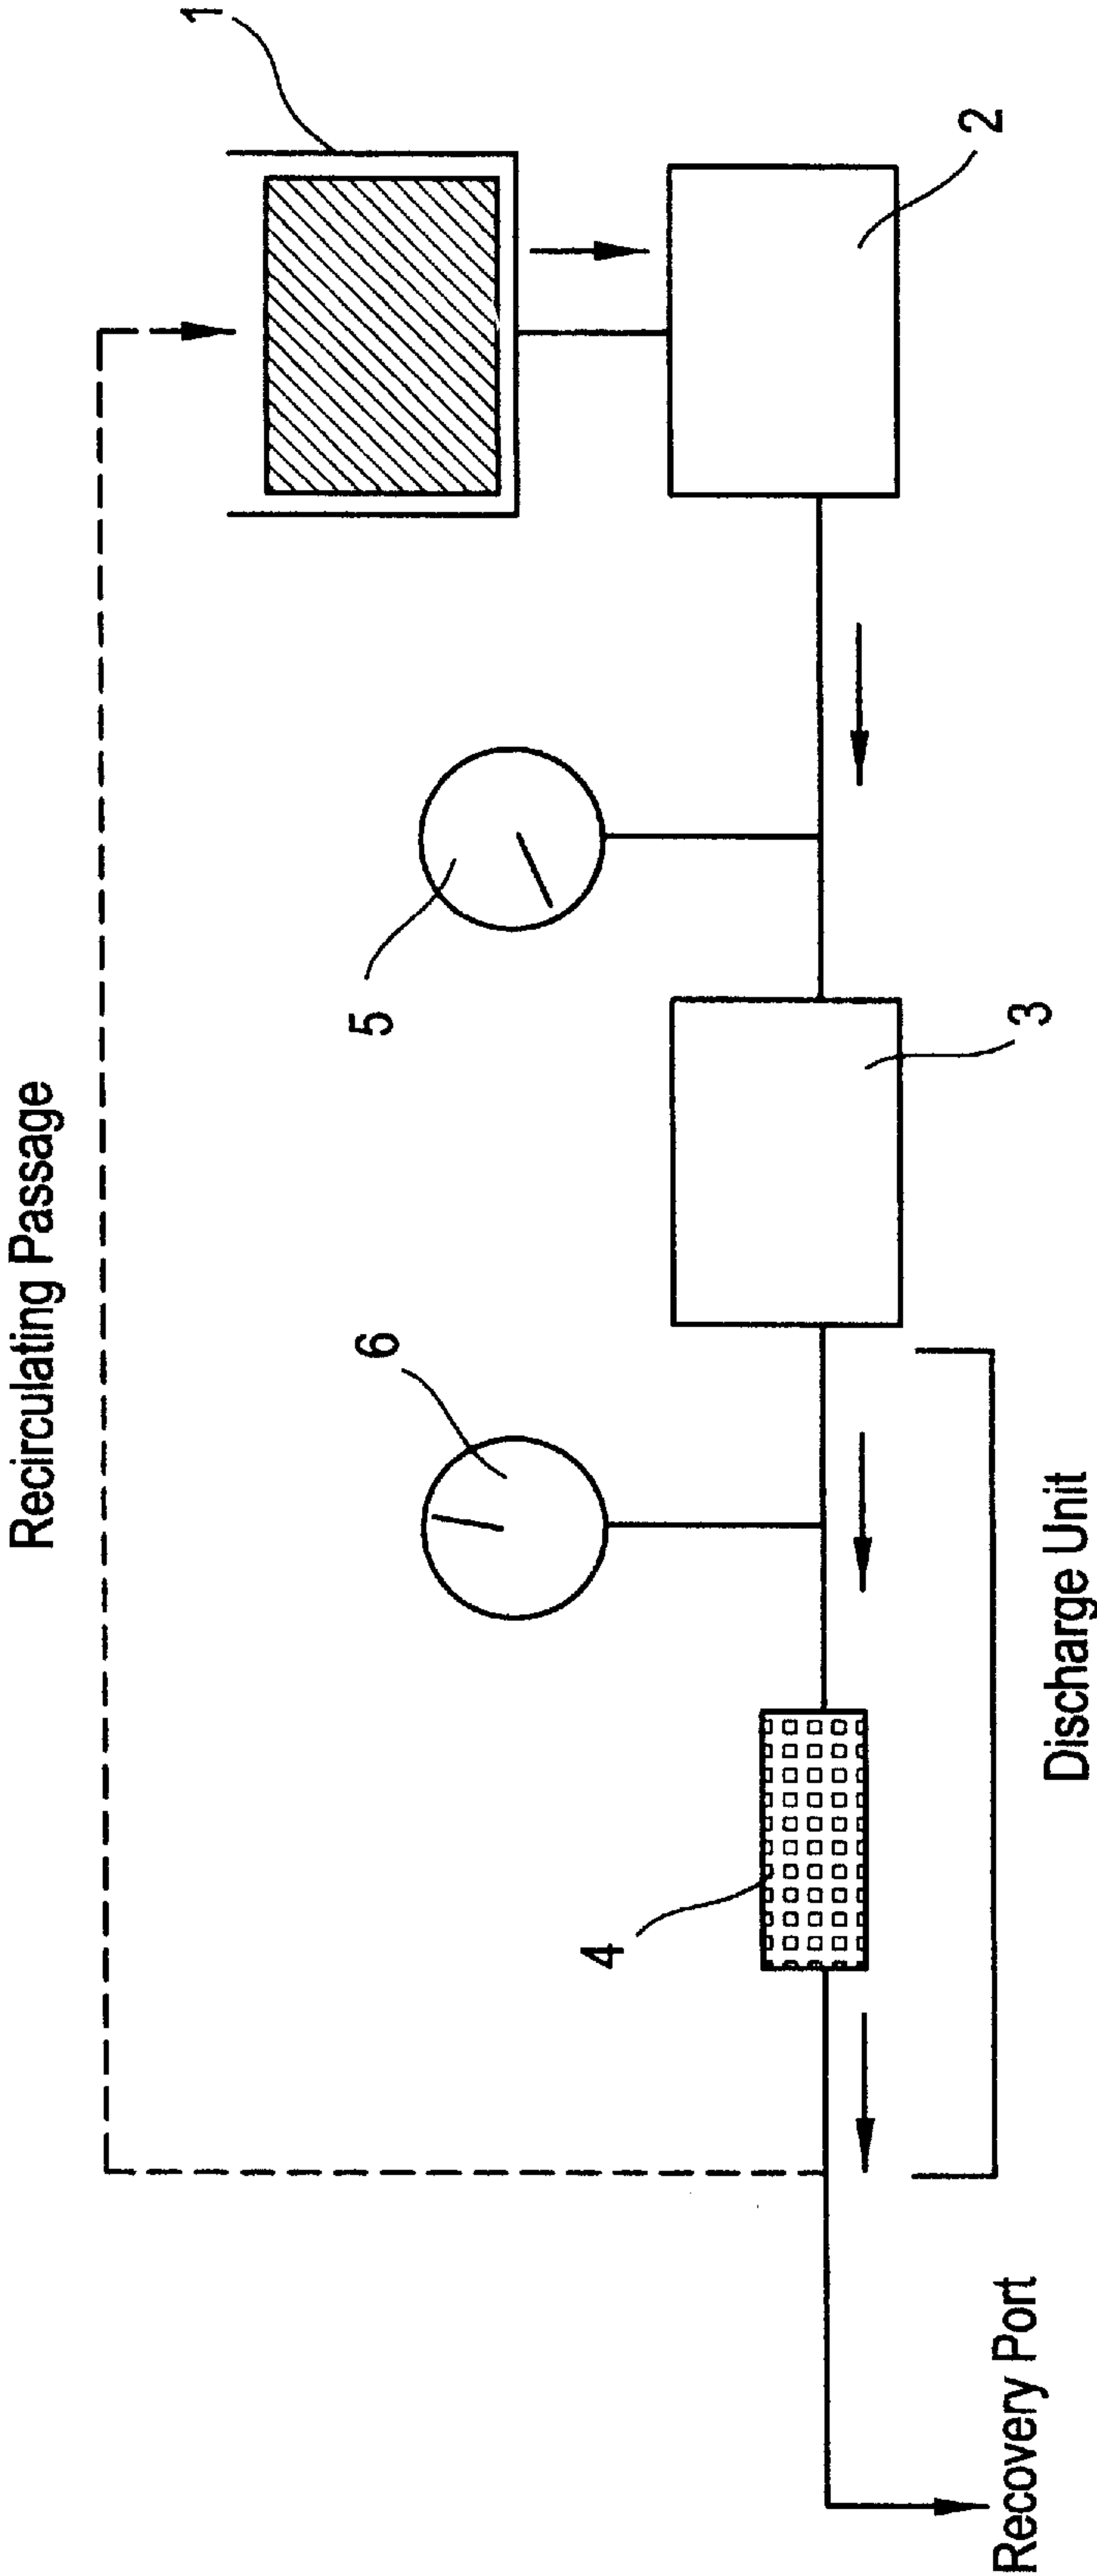 Recirculating Passage
1
5
6
2
3
4
Discharge Unit
Recovery Port